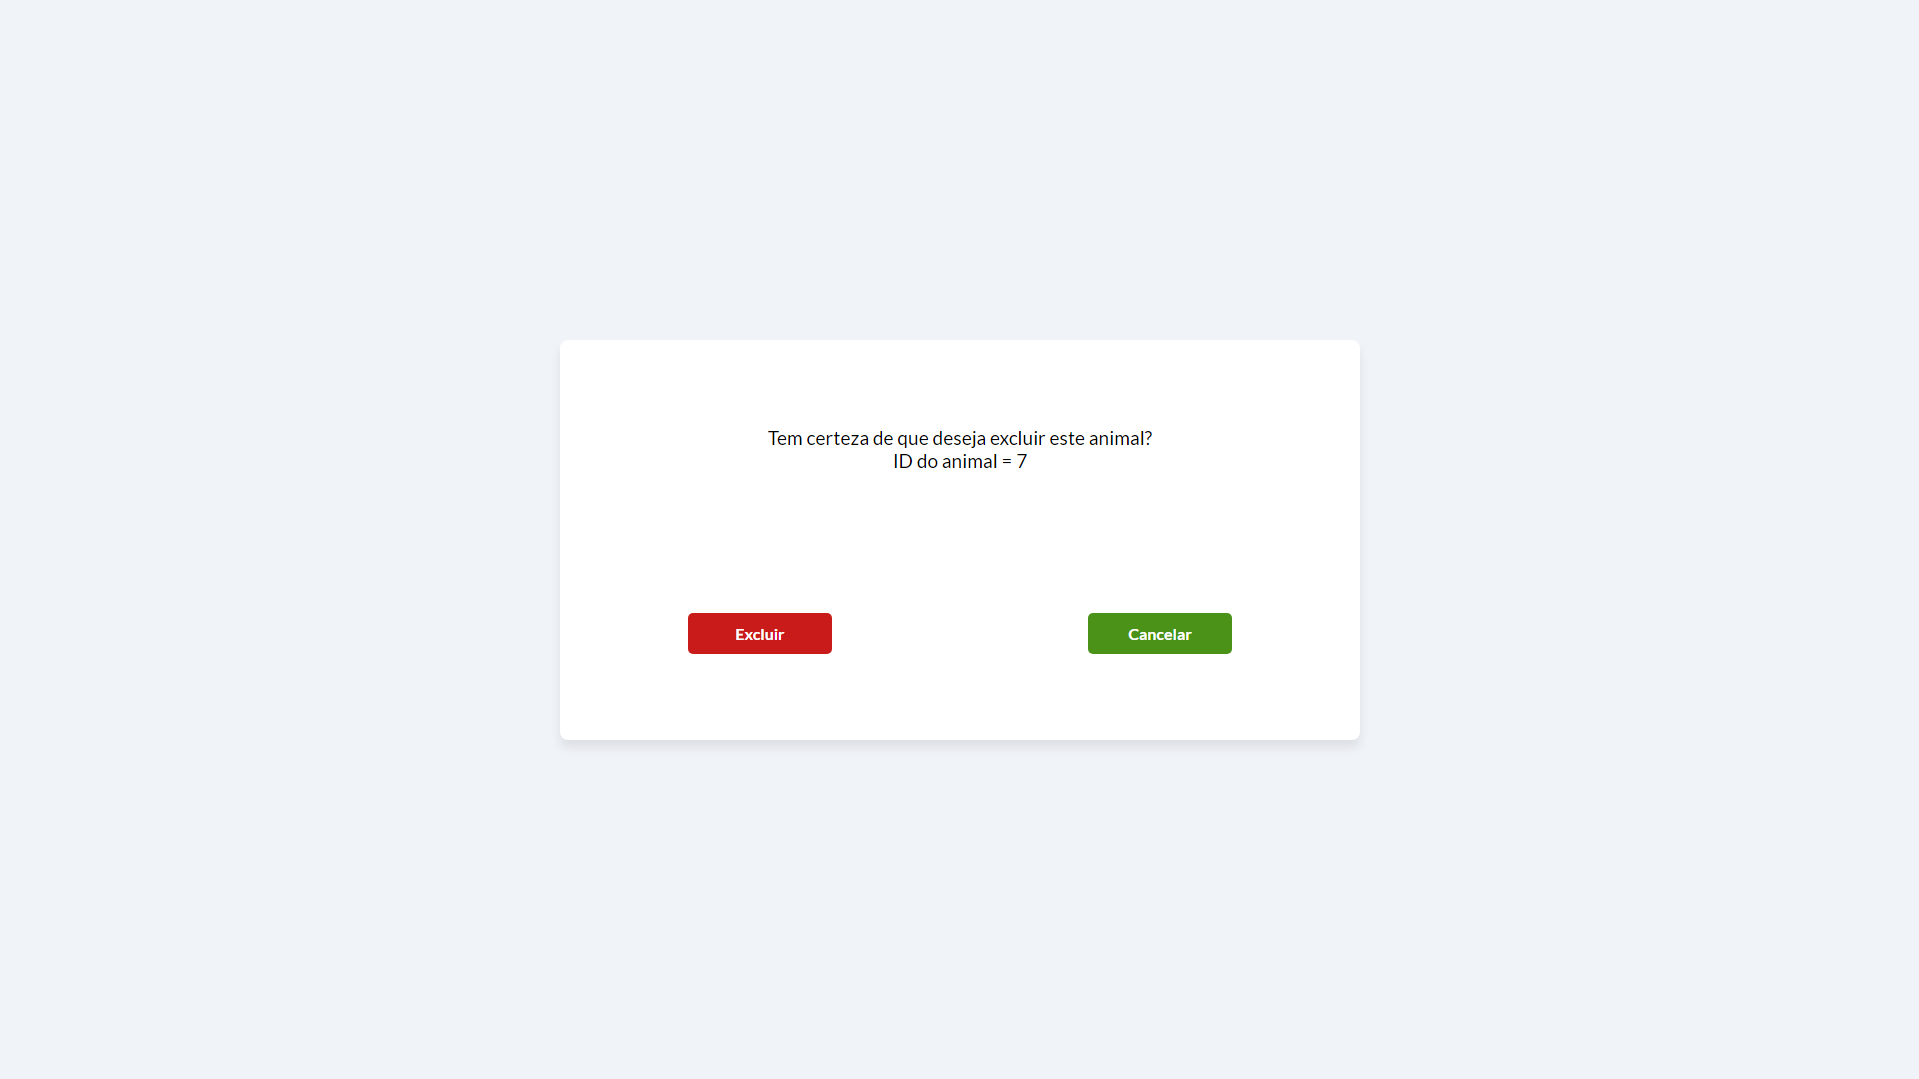 Tem certeza de que deseja excluir este animal?
ID do animal = 7
Excluir
Cancelar